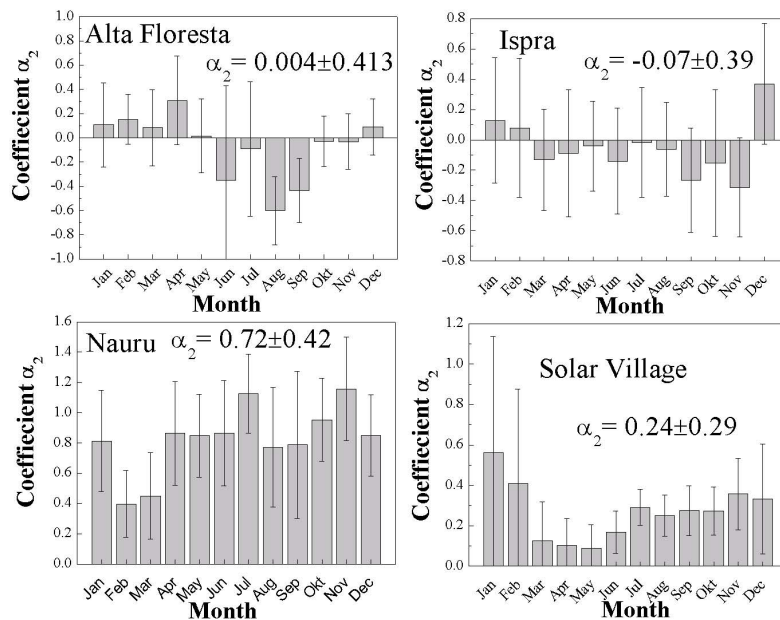 Alta Floresta
α2= 0.004±0.413
Coeffiecient α2
1.0
0.8
0.6
0.4
0.2
0.0
-0.2
-0.4
-0.6
-0.8
-1.0
Jan Feb Mar Apr May Jun Jul Aug Sep Okt Nov Dec
Month
Ispra
α2= -0.07±0.39
Coeffiecient α2
0.8
0.6
0.4
0.2
0.0
-0.2
-0.4
-0.6
-0.8
Jan Feb Mar Apr May Jun Jul Aug Sep Okt Nov Dec
Month
Nauru α2= 0.72±0.42
Coeffiecient α2
1.6
1.4
1.2
1.0
0.8
0.6
0.4
0.2
0.0
Jan Feb Mar Apr May Jun Jul Aug Sep Okt Nov Dec
Month
Solar Village
α2= 0.24±0.29
Coeffiecient α2
1.2
1.0
0.8
0.6
0.4
0.2
0.0
Jan Feb Mar Apr May Jun Jul Aug Sep Okt Nov Dec
Month